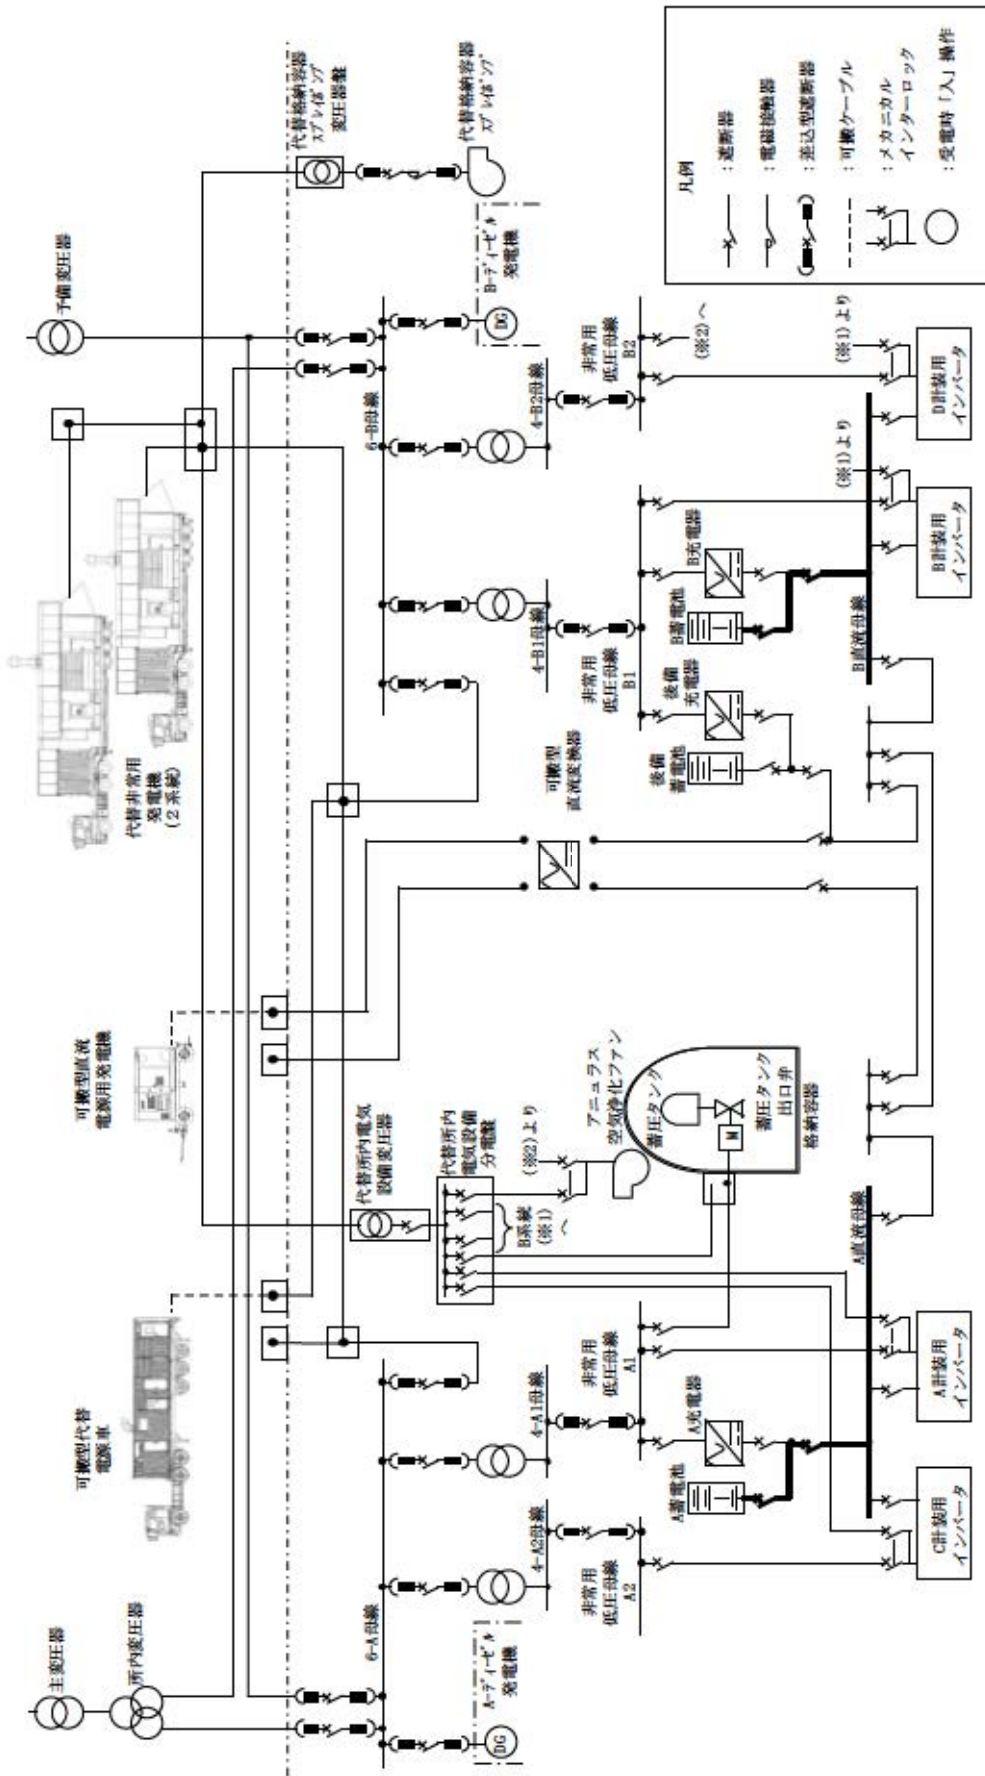 主変圧器
所内変圧器
可搬型代替
電源車
可搬型直流
電源用発電機
代替非常用
発電機
(2系統)
予備変圧器
代替格納容器
スプレイポンプ
変圧器盤
代替格納容器
スプレイポンプ
6-A母線
A-ディーゼル
発電機
DG
4-A2母線
4-A1母線
非常用
低圧母線
A2
非常用
低圧母線
A1
代替所内電気
設備変圧器
代替所内
電気設備
分電盤
B系統
(※1)
へ
(※2)より
アニュラス
空気浄化ファン
蓄圧タンク
M
蓄圧タンク
出口弁
格納容器
可搬型
直流変換器
6-B母線
B-ディーゼル
発電機
DG
4-B1母線
4-B2母線
非常用
低圧母線
B1
非常用
低圧母線
B2
(※2)へ
A蓄電池
A充電器
後備
蓄電池
後備
充電器
B蓄電池
B充電器
A直流母線
B直流母線
(※1)より
(※1)より
C計装用
インバータ
A計装用
インバータ
B計装用
インバータ
D計装用
インバータ
凡例
:遮断器
:電磁接触器
:差込型遮断器
:可搬ケーブル
:メカニカル
インターロック
:受電時「入」操作